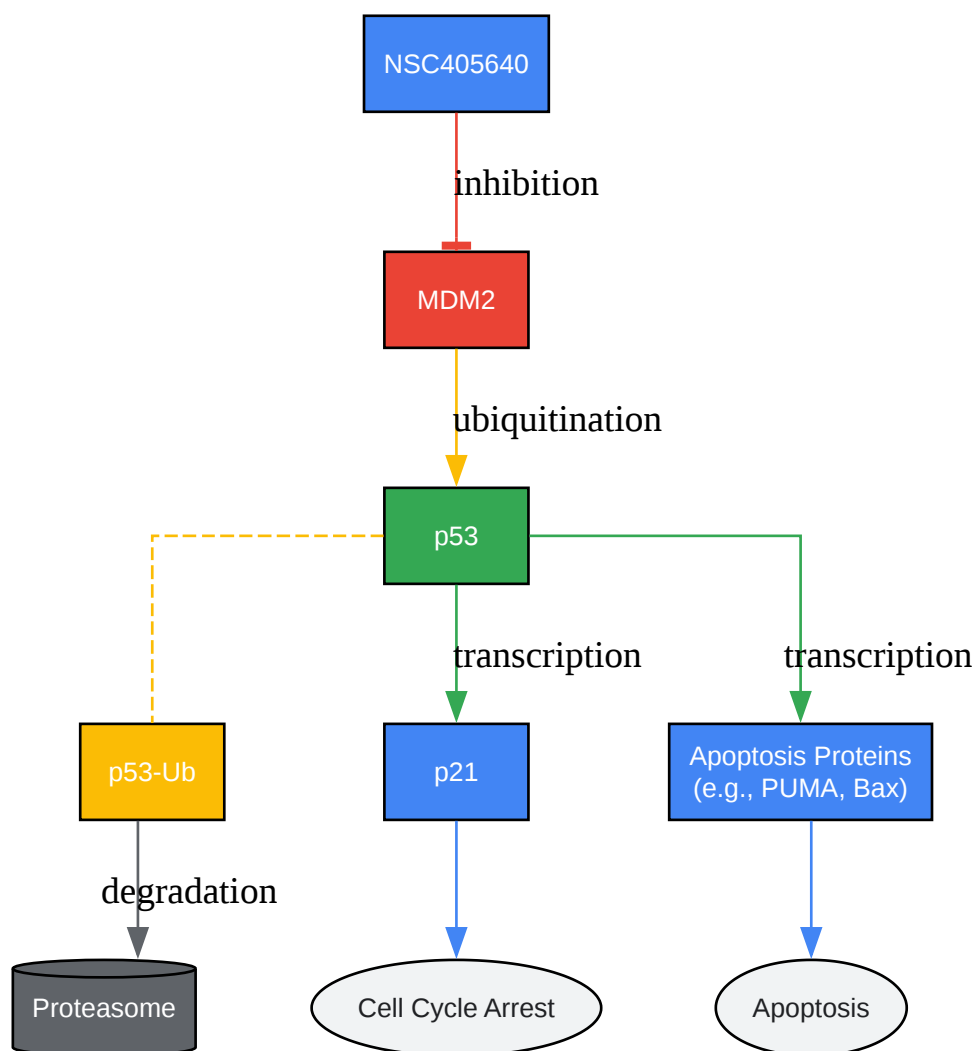 NSC405640
inhibition
MDM2
ubiquitination
p53
transcription
transcription
p53-Ub
p21
Apoptosis Proteins
(e.g., PUMA, Bax)
degradation
Proteasome
Cell Cycle Arrest
Apoptosis